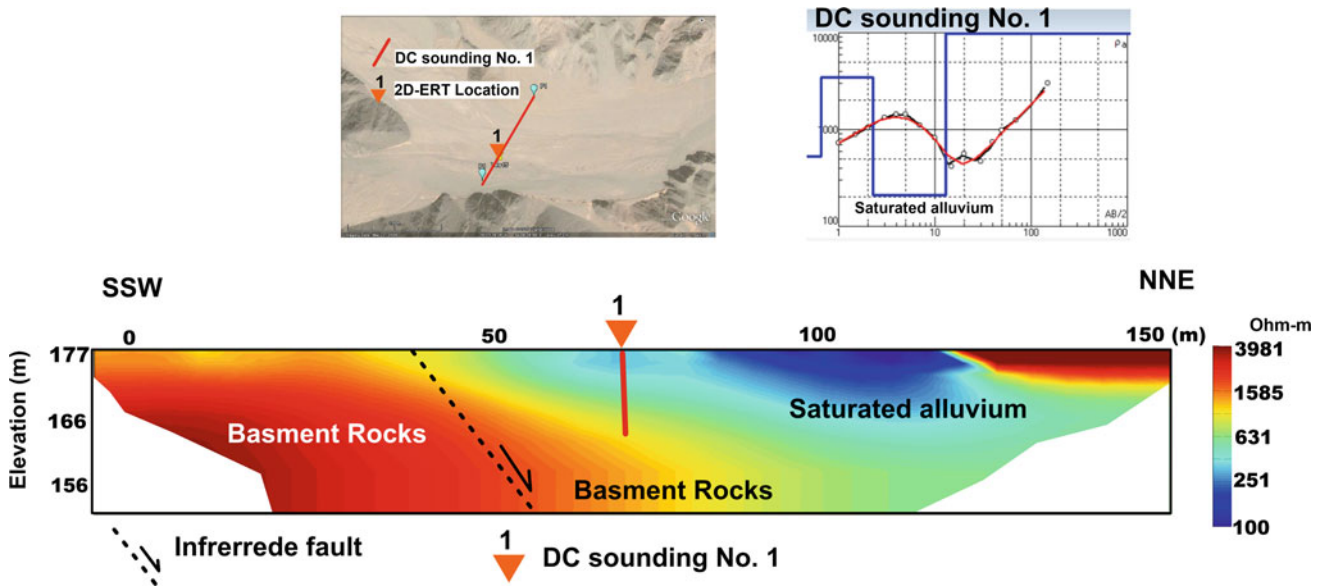 DC sounding No. 1
1
2D-ERT Location
1
Google
DC sounding No. 1
10000
ρa
1000
Saturated alluvium
100
AB/2
1
10
100
1000
SSW
NNE
1
0
50
100
150 (m)
Ohm-m
Elevation (m)
177
166
156
Basment Rocks
Saturated alluvium
Basment Rocks
3981
1585
631
251
100
Infrerrede fault
1
DC sounding No. 1